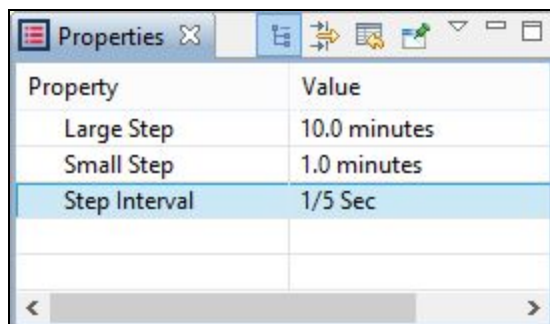 Properties
Property Value
Large Step 10.0 minutes
Small Step 1.0 minutes
Step Interval 1/5 Sec